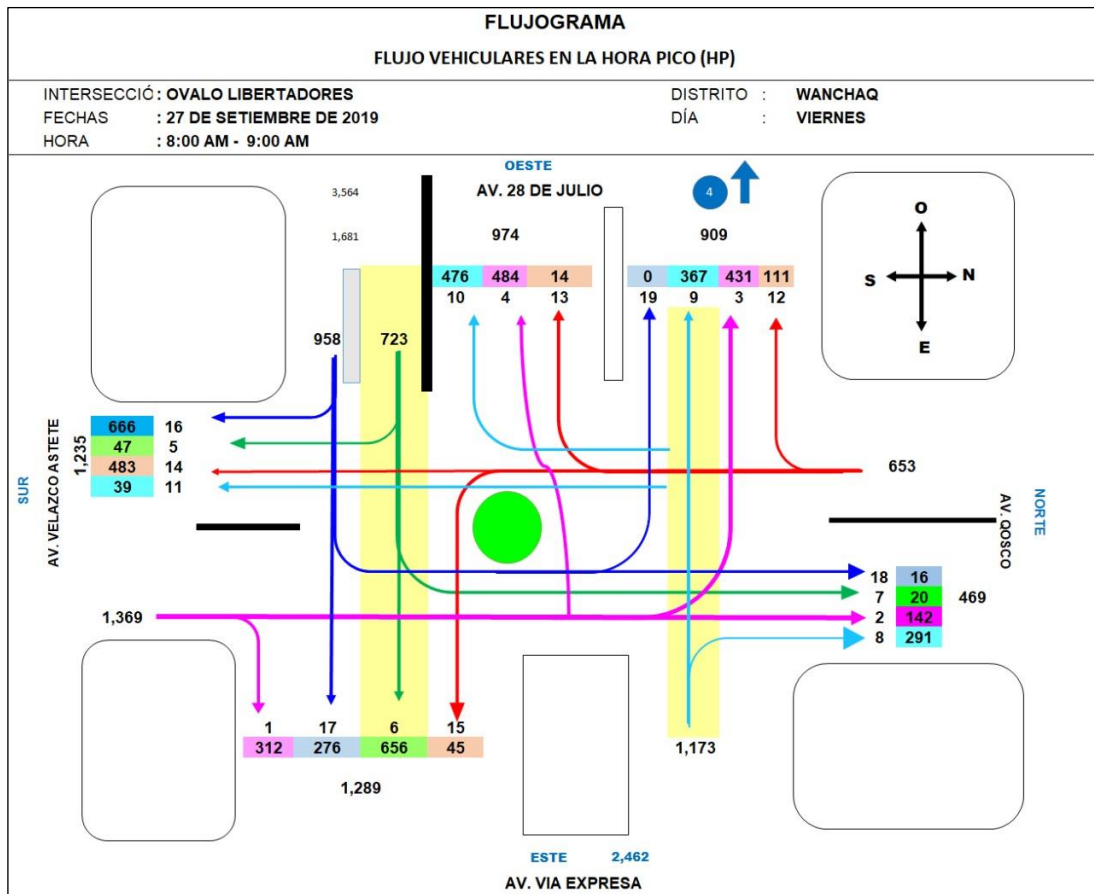 FLUJOGRAMA
FLUJO VEHICULARES EN LA HORA PICO (HP)
INTERSECCIÓ : OVALO LIBERTADORES DISTRITO : WANCHAQ
FECHAS : 27 DE SETIEMBRE DE 2019 DÍA : VIERNES
HORA : 8:00 AM - 9:00 AM
OESTE
3,564 AV. 28 DE JULIO 4
1,681 974 909
O
S N
E
476 484 14 0 367 431 111
10 4 13 19 9 3 12
958 723
666 16
47 5
483 14
39 11
1,235
AV. VELAZCO ASTETE
SUR
653
AV. QOSCO
NORTE
18 16
7 20 469
2 142
8 291
1,369
1 17 6 15
312 276 656 45
1,173
1,289
ESTE 2,462
AV. VIA EXPRESA